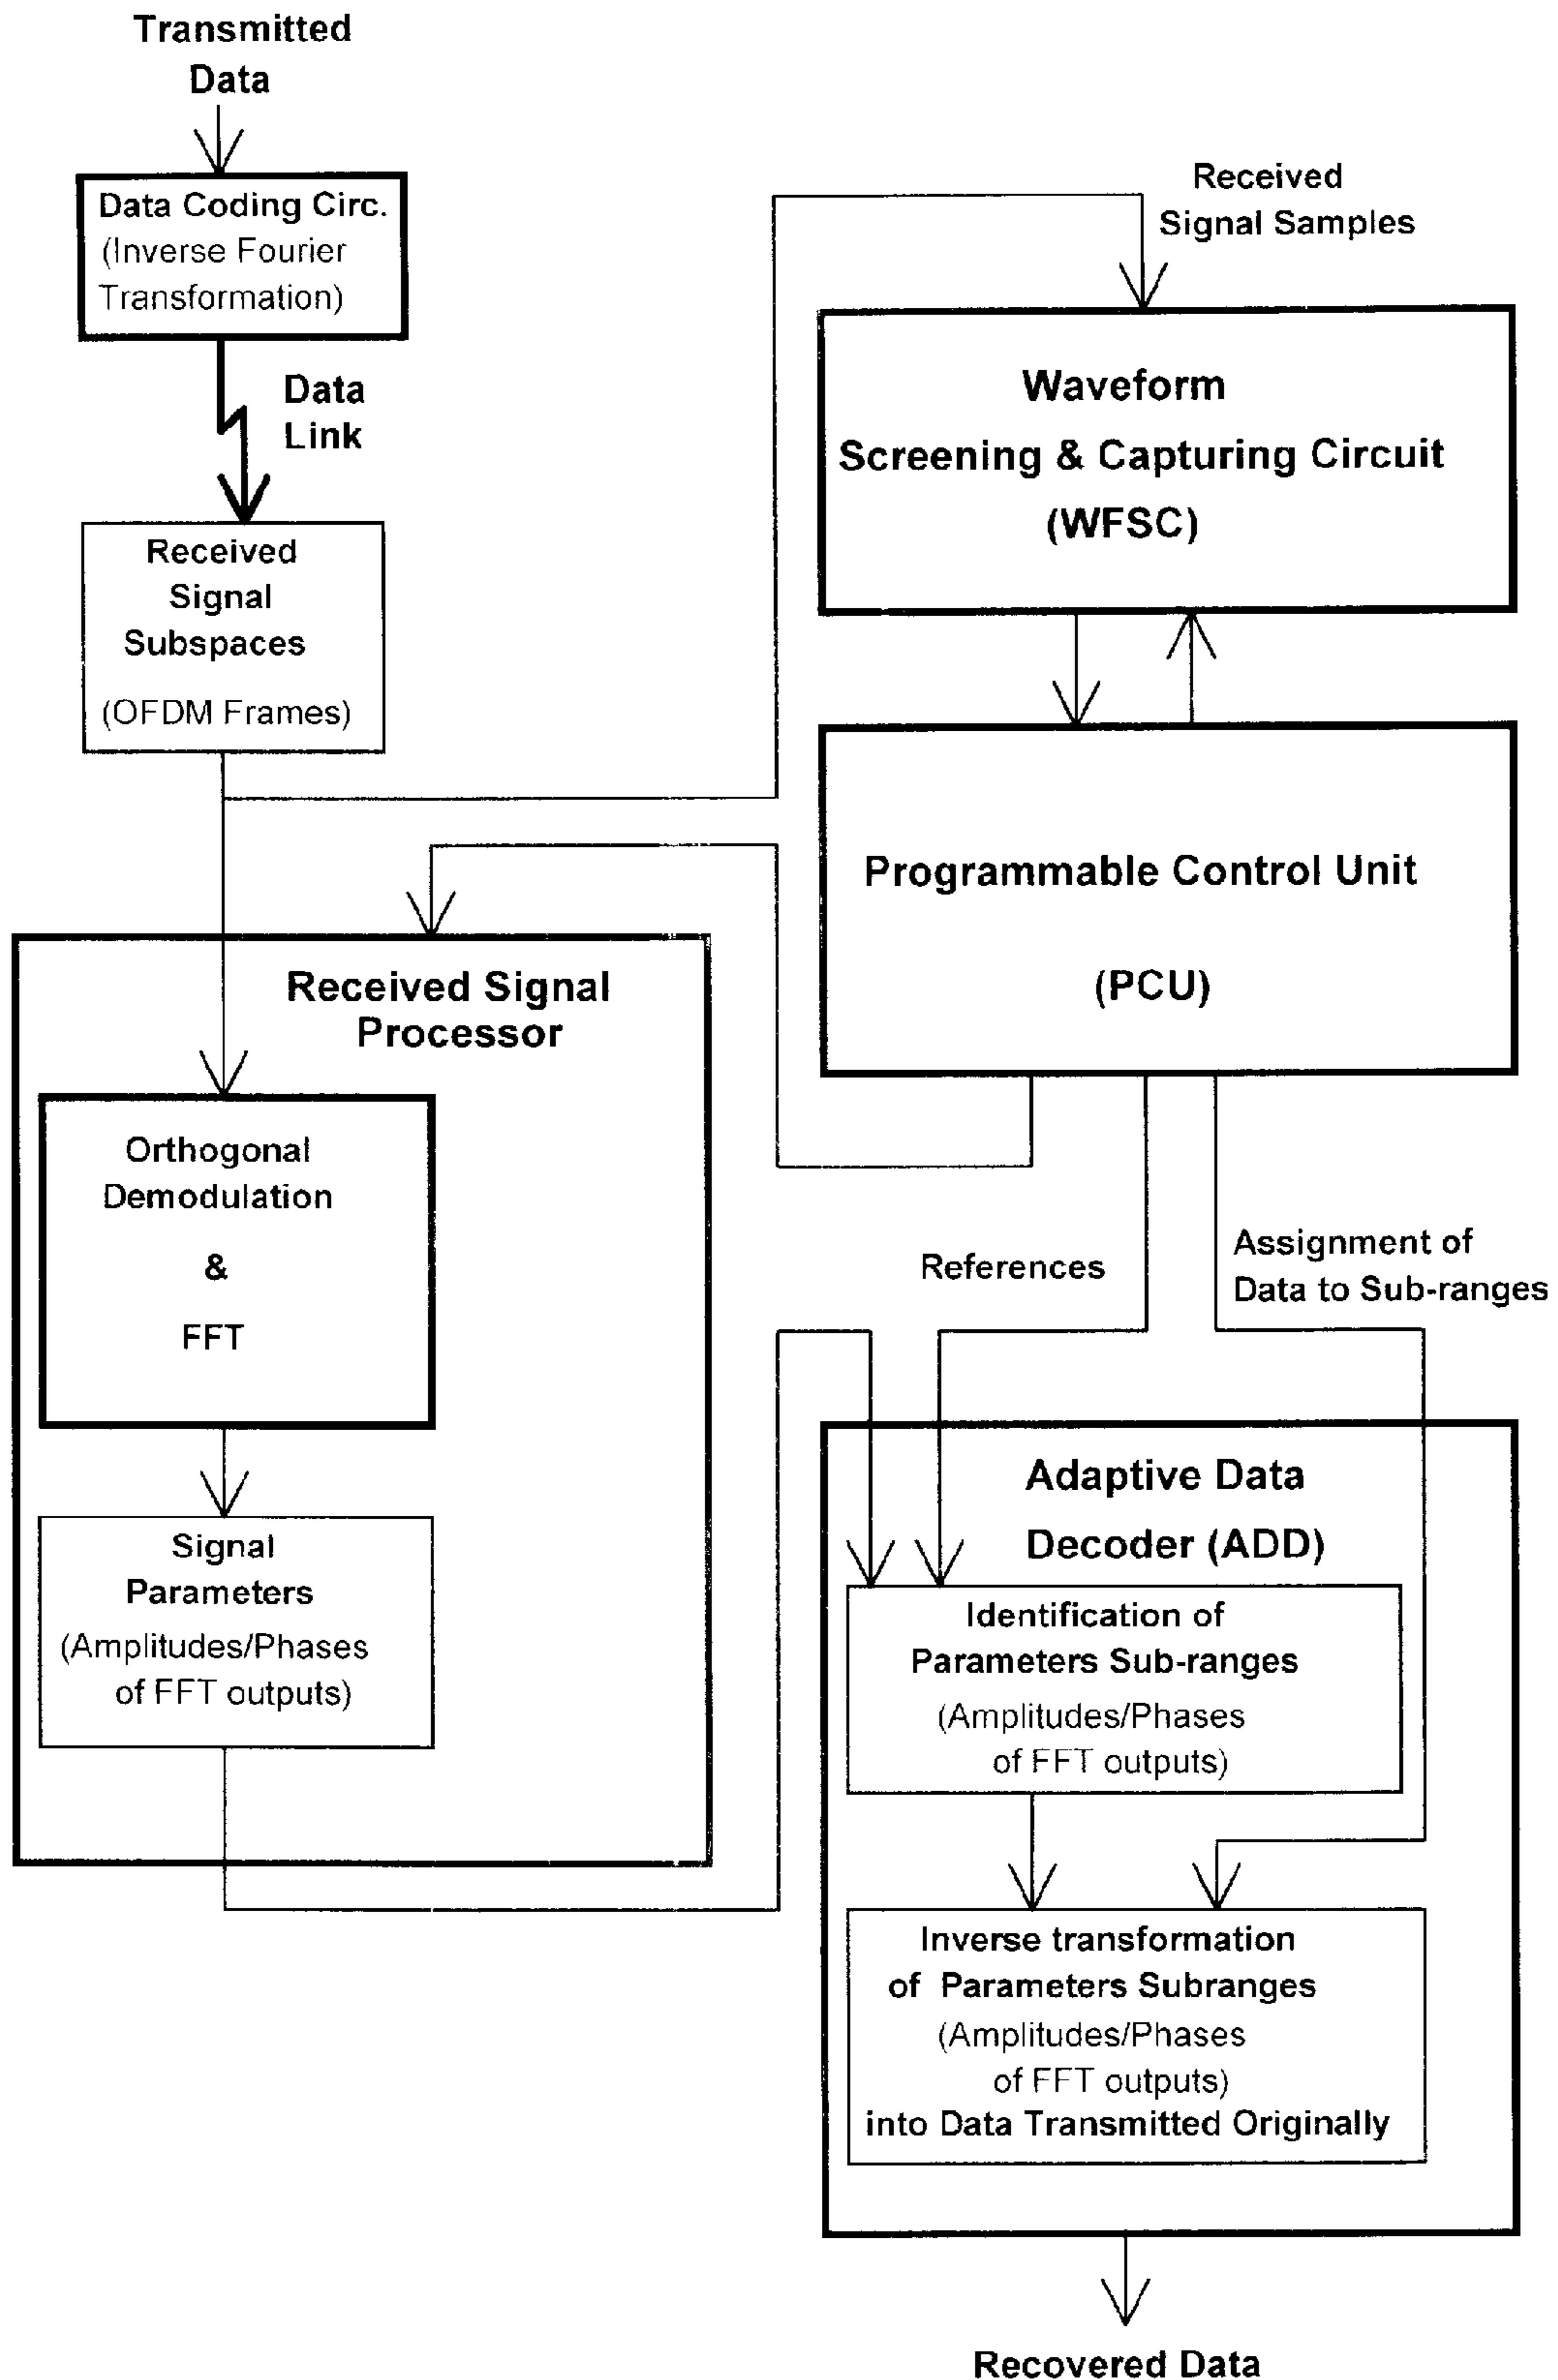 Transmitted
Data
Data Coding Circ.
(Inverse Fourier
Transformation)
Data
Link
Received
Signal
Subspaces
(OFDM Frames)
Received
Signal Samples
Waveform
Screening & Capturing Circuit
(WFSC)
Programmable Control Unit
(PCU)
Received Signal
Processor
Orthogonal
Demodulation
&
FFT
Signal
Parameters
(Amplitudes/Phases
of FFT outputs)
References
Assignment of
Data to Sub-ranges
Adaptive Data
Decoder (ADD)
Identification of
Parameters Sub-ranges
(Amplitudes/Phases
of FFT outputs)
Inverse transformation
of Parameters Subranges
(Amplitudes/Phases
of FFT outputs)
into Data Transmitted Originally
Recovered Data